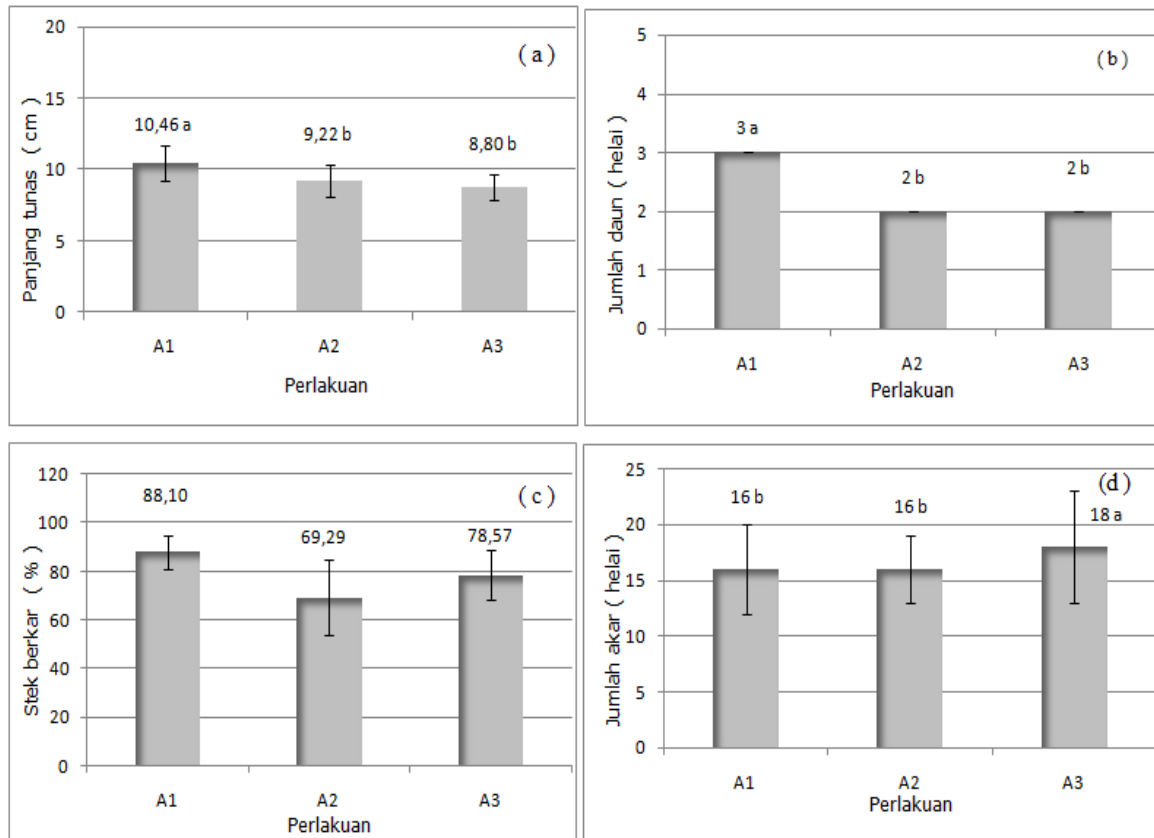 20
15
10
5
0
Panjang tunas ( cm )
( a )
10,46 a
9,22 b
8,80 b
A1
A2
A3
Perlakuan
5
4
3
2
1
0
Jumlah daun ( helai )
( b )
3 a
2 b
2 b
A1
A2
A3
Perlakuan
120
100
80
60
40
20
0
Stek berkar ( % )
( c )
88,10
69,29
78,57
A1
A2
A3
Perlakuan
25
20
15
10
5
0
Jumlah akar ( helai )
(d)
16 b
16 b
18 a
A1
A2
A3
Perlakuan